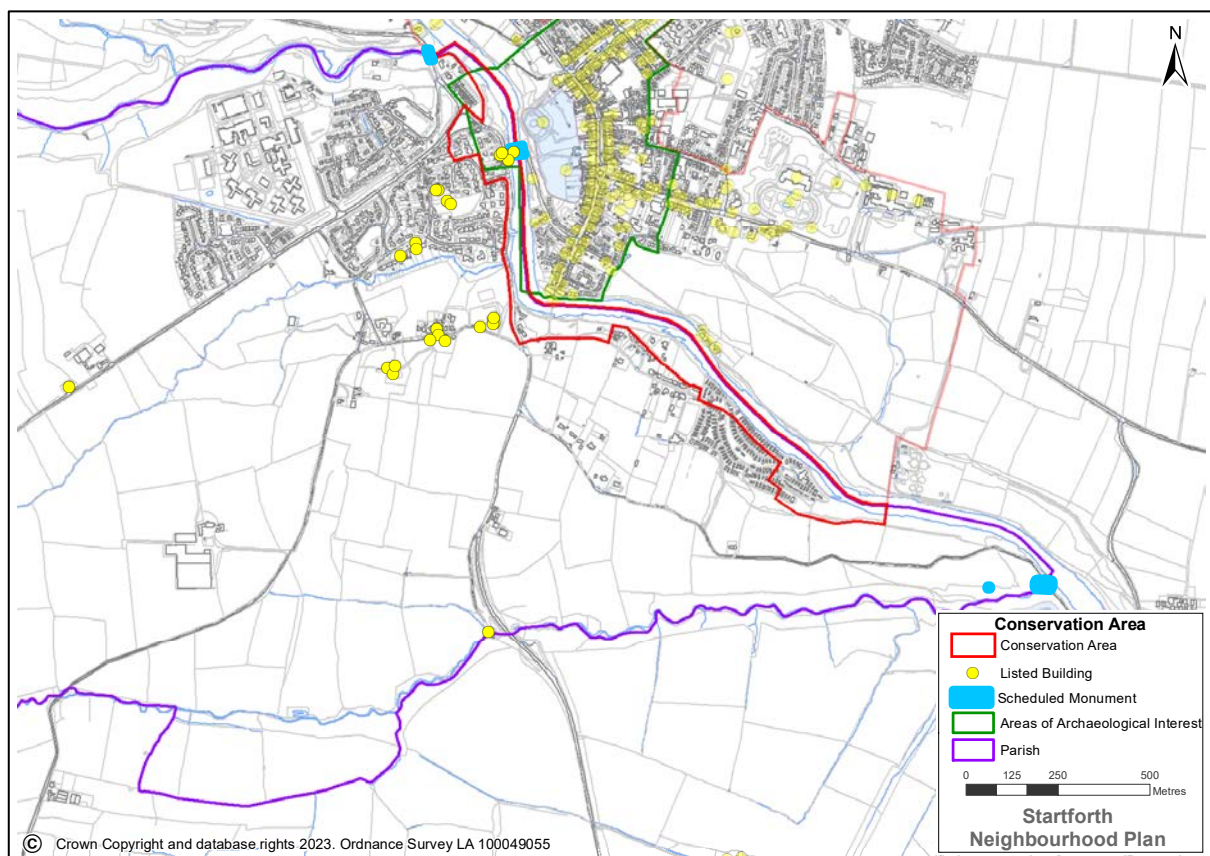 N
Conservation Area
Conservation Area
Listed Building
Scheduled Monument
Areas of Archaeological Interest
Parish
0 125 250 500
Metres
Startforth
Neighbourhood Plan
© Crown Copyright and database rights 2023. Ordnance Survey LA 100049055